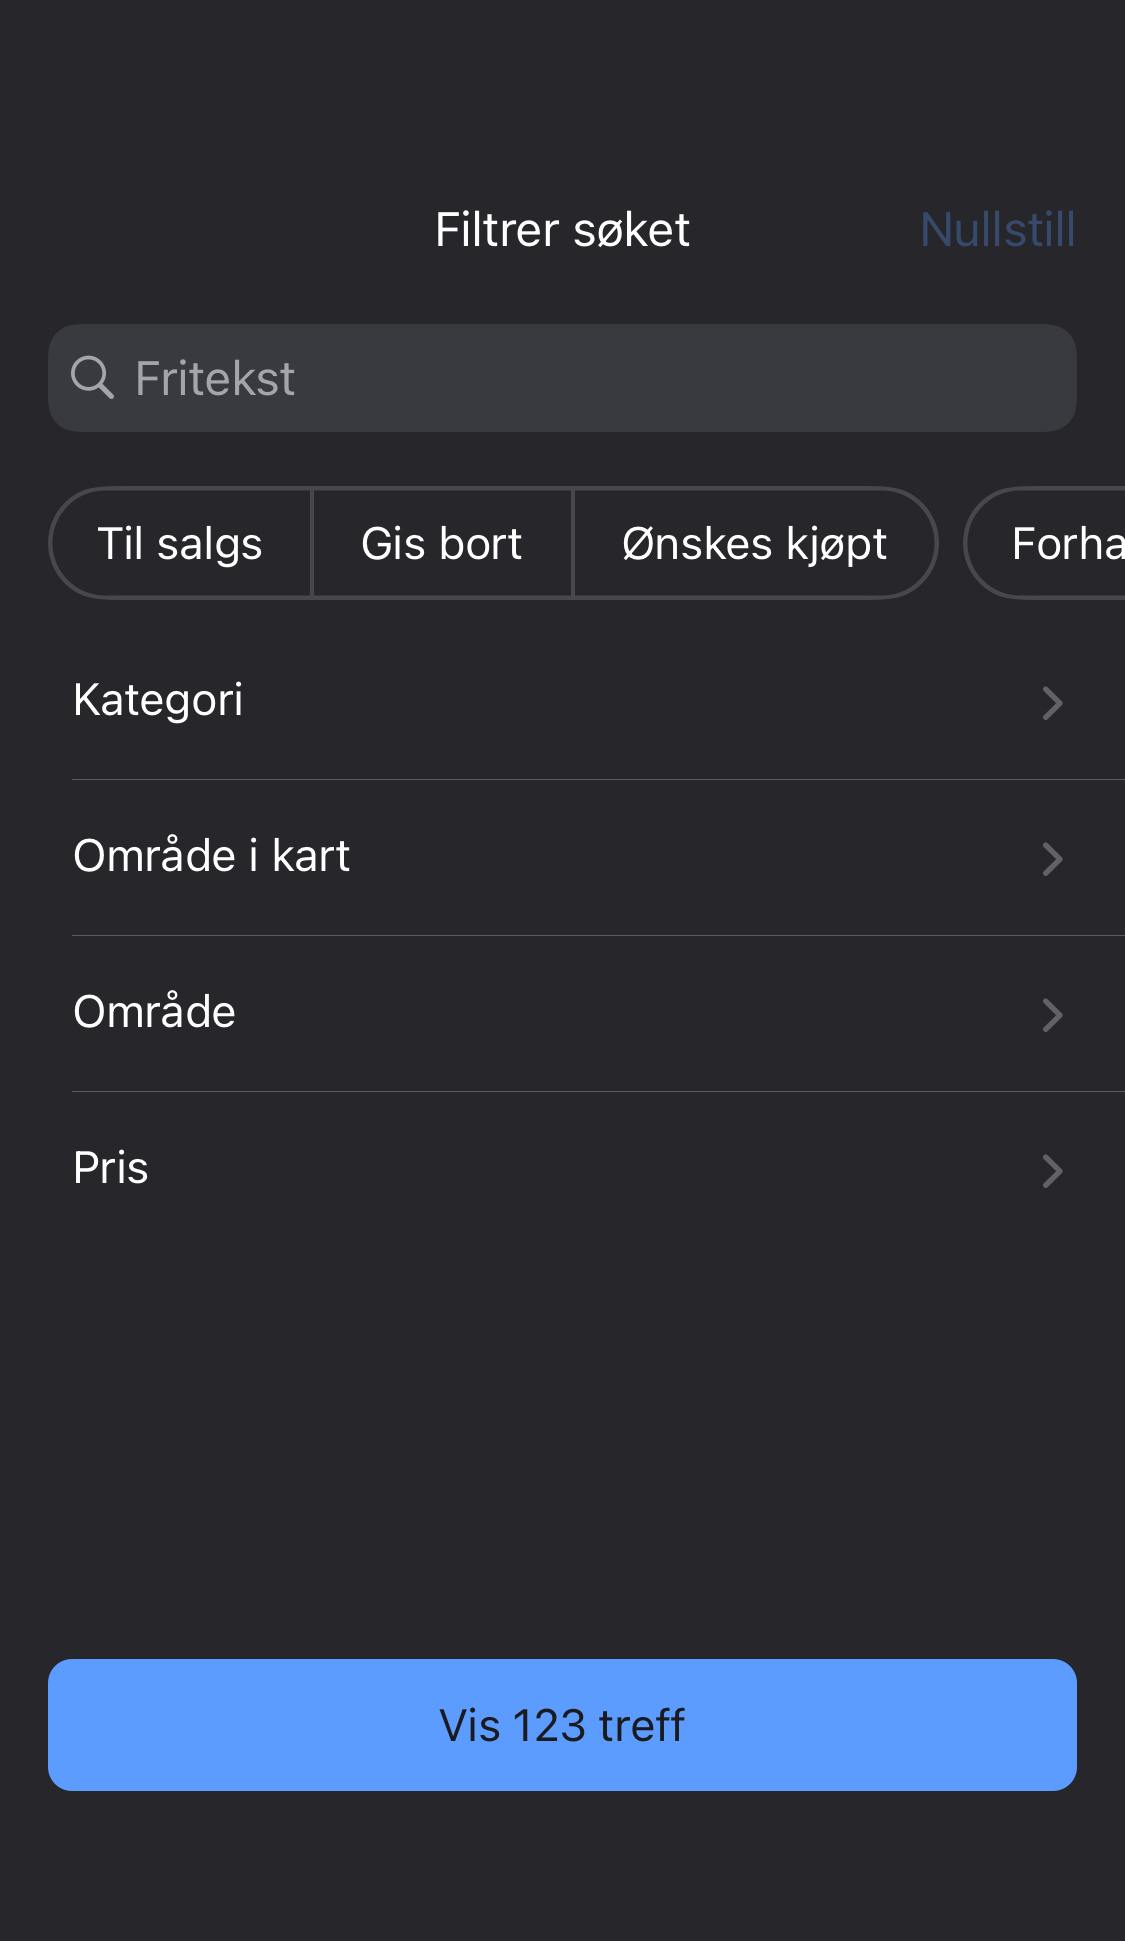 Filtrer søket
Nullstill
Fritekst
Til salgs
Gis bort
Ønskes kjøpt
Forha
Kategori
Område i kart
Område
Pris
Vis 123 treff